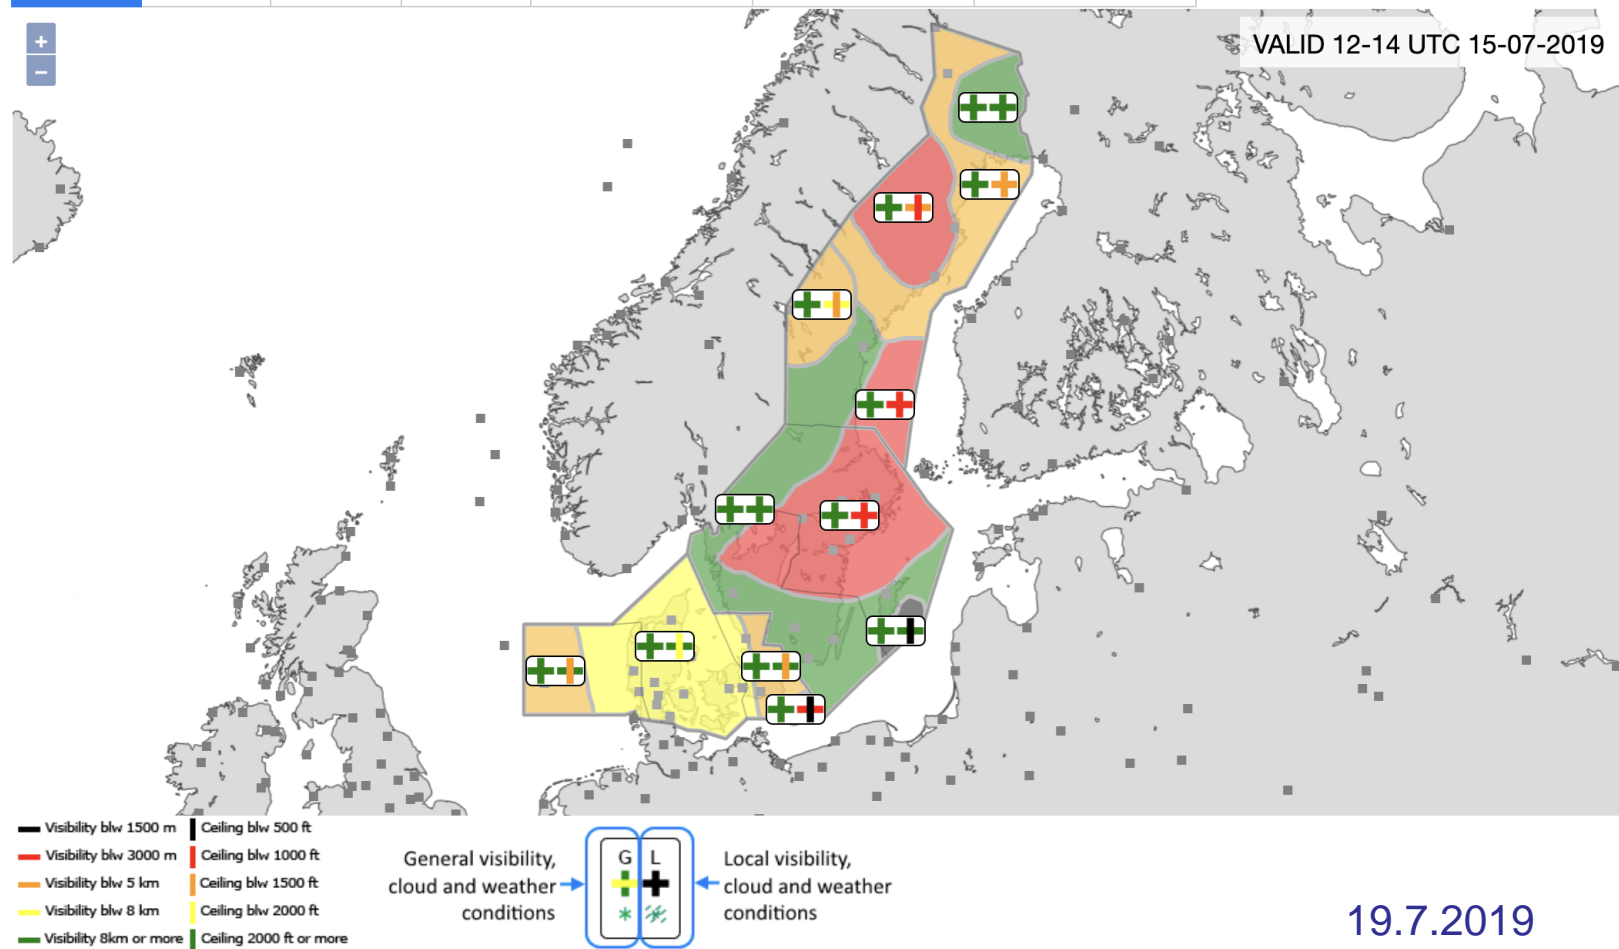 +
−
VALID 12-14 UTC 15-07-2019
Visibility blw 1500 m
Ceiling blw 500 ft
Visibility blw 3000 m
Ceiling blw 1000 ft
Visibility blw 5 km
Ceiling blw 1500 ft
Visibility blw 8 km
Ceiling blw 2000 ft
Visibility 8km or more
Ceiling 2000 ft or more
General visibility,
cloud and weather
conditions
G L
Local visibility,
cloud and weather
conditions
19.7.2019